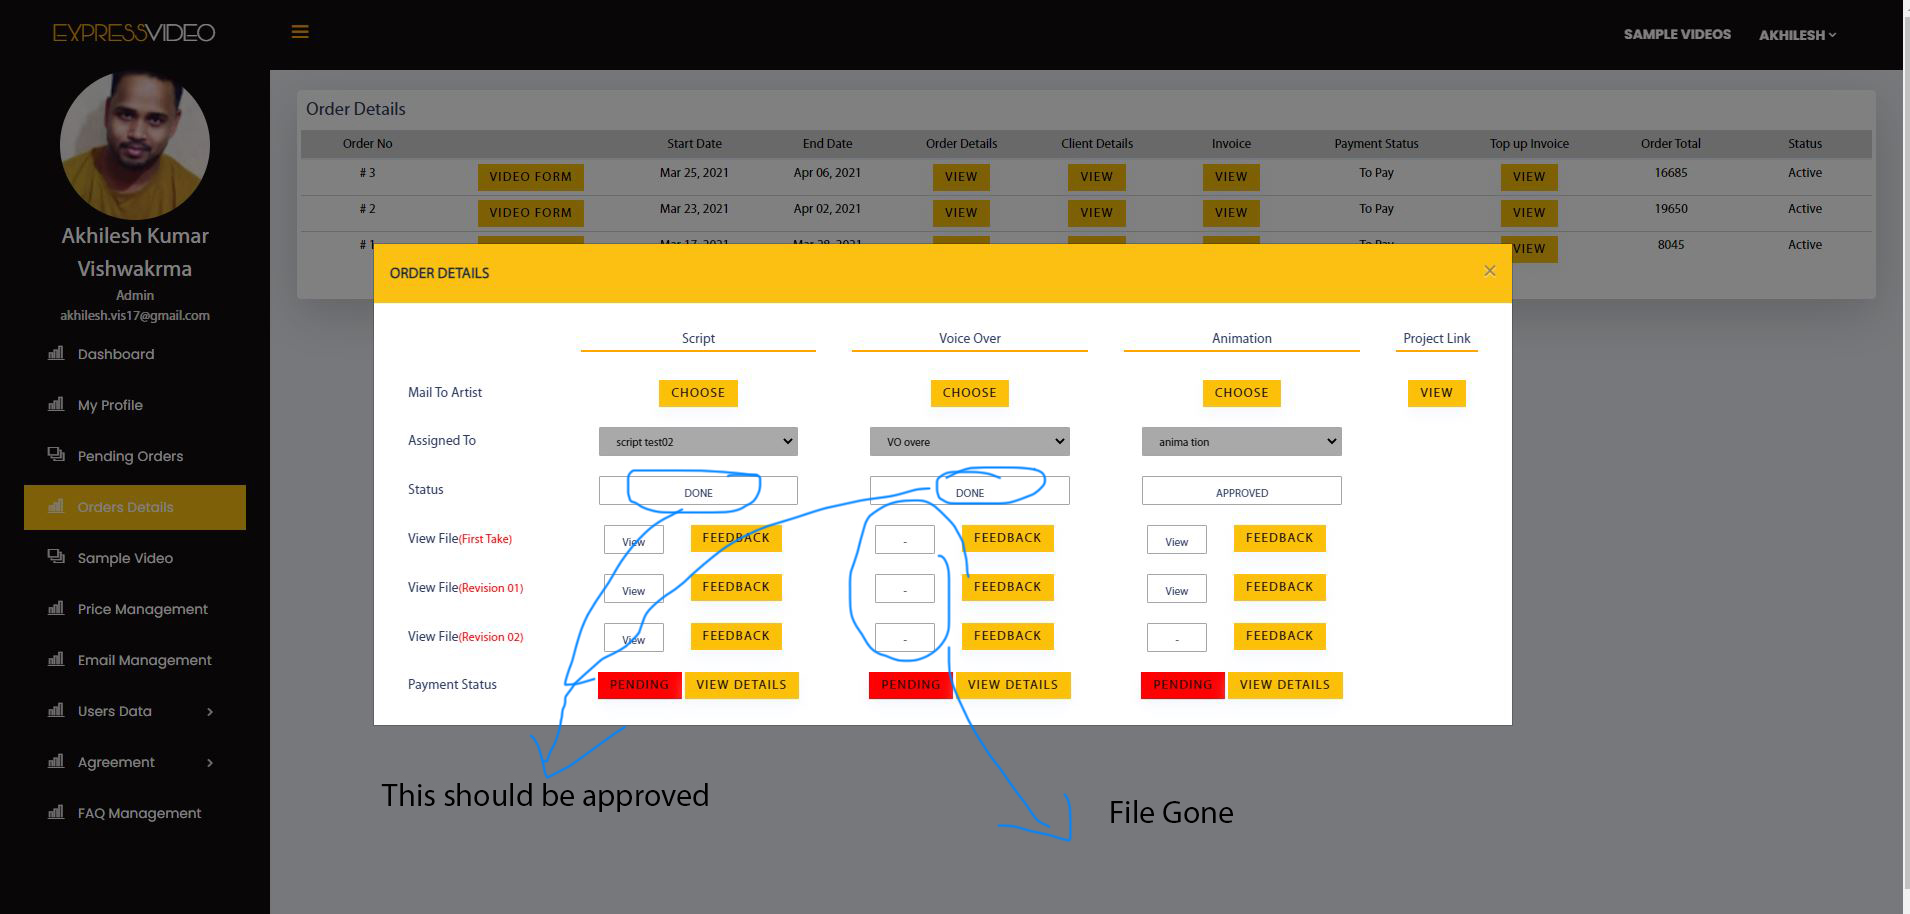 EXPRESSVIDEO
SAMPLE VIDEOS
AKHILESH
Akhilesh Kumar
Vishwakrma
Admin
akhilesh.vis17@gmail.com
Dashboard
My Profile
Pending Orders
Orders Details
Sample Video
Price Management
Email Management
Users Data
Agreement
FAQ Management
Order Details
Order No Start Date End Date Order Details Client Details Invoice Payment Status Top up Invoice Order Total Status
# 3 VIDEO FORM Mar 25, 2021 Apr 06, 2021 VIEW VIEW VIEW To Pay VIEW 16685 Active
# 2 VIDEO FORM Mar 23, 2021 Apr 02, 2021 VIEW VIEW VIEW To Pay VIEW 19650 Active
# 1 Mar 17, 2021 Mar 28, 2021 To Pay VIEW 8045 Active
ORDER DETAILS ×
Script Voice Over Animation Project Link
Mail To Artist CHOOSE CHOOSE CHOOSE VIEW
Assigned To script test02 VO overe anima tion
Status DONE DONE APPROVED
View File(First Take) View FEEDBACK - FEEDBACK View FEEDBACK
View File(Revision 01) View FEEDBACK - FEEDBACK View FEEDBACK
View File(Revision 02) View FEEDBACK - FEEDBACK - FEEDBACK
Payment Status PENDING VIEW DETAILS PENDING VIEW DETAILS PENDING VIEW DETAILS
This should be approved
File Gone